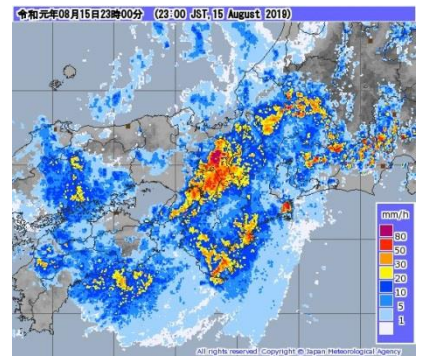 令和元年08月15日23時00分 (23:00 JST,15 August 2019)
mm/h
80
50
30
20
10
5
1
All rights reserved. Copyright © Japan Meteorological Agency